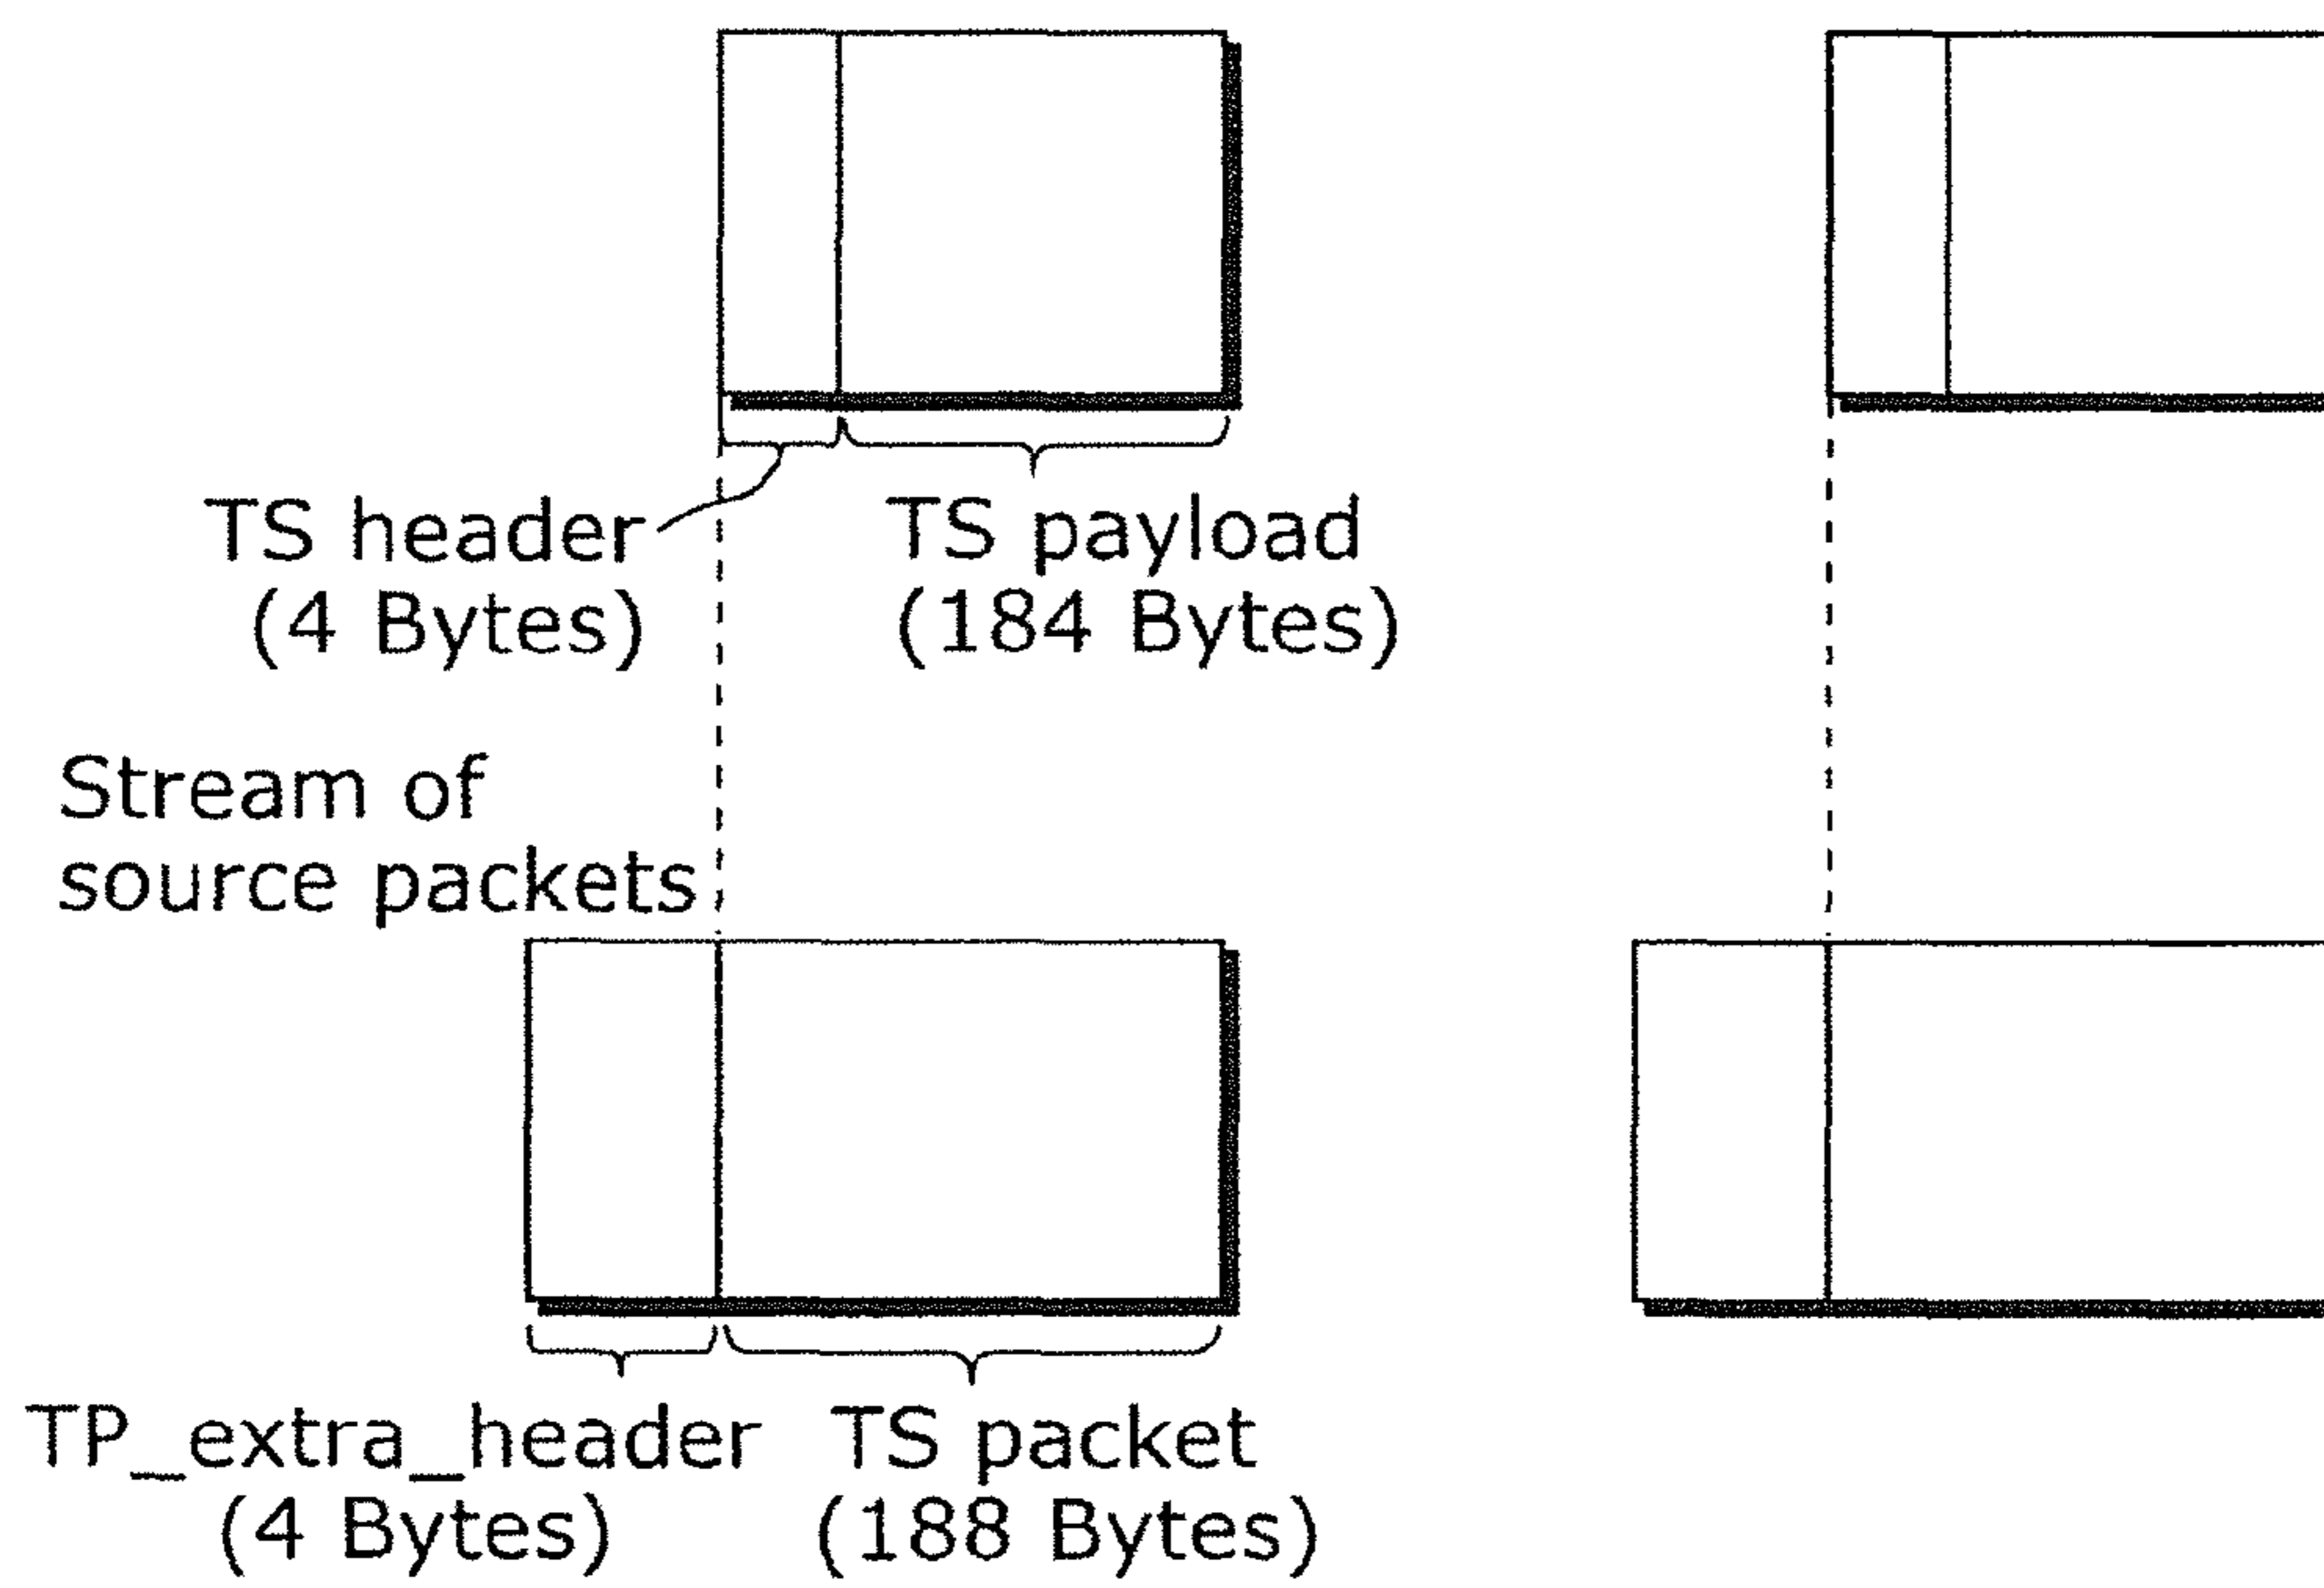 TS header
(4 Bytes)
TS payload
(184 Bytes)
Stream of
source packets
TP_extra_header
(4 Bytes)
TS packet
(188 Bytes)